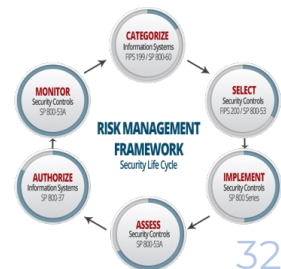 CATEGORIZE
Information Systems
FIPS 199 / SP 800-60
SELECT
Security Controls
FIPS 200 / SP 800-53
IMPLEMENT
Security Controls
SP 800 Series
ASSESS
Security Controls
SP 800-53A
AUTHORIZE
Information Systems
SP 800-37
MONITOR
Security Controls
SP 800-53A
RISK MANAGEMENT
FRAMEWORK
Security Life Cycle
32